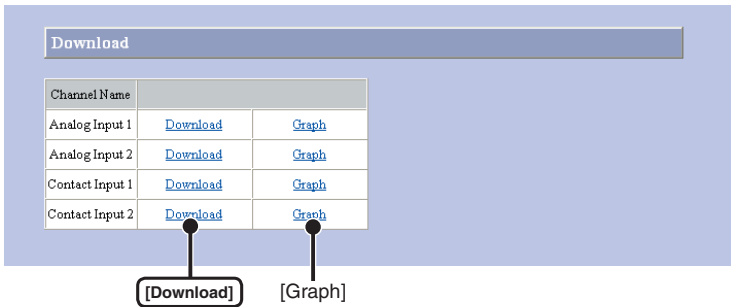 Download
Channel Name
Analog Input 1 Download Graph
Analog Input 2 Download Graph
Contact Input 1 Download Graph
Contact Input 2 Download Graph
[Download] [Graph]